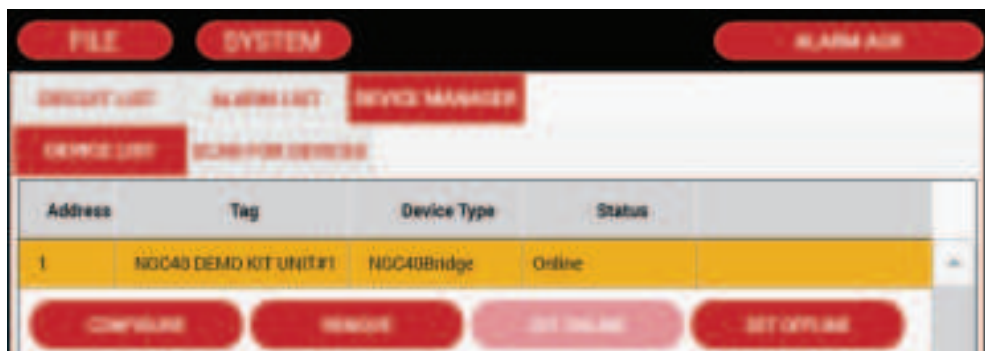 FILE SYSTEM ALARM ACK
CIRCUIT LIST ALARM LIST DEVICE MANAGER
DEVICE LIST SCAN FOR DEVICES
Address Tag Device Type Status
1 NGC40 DEMO KIT UNIT#1 NGC40Bridge Online
CONFIGURE REMOVE SET ONLINE SET OFFLINE